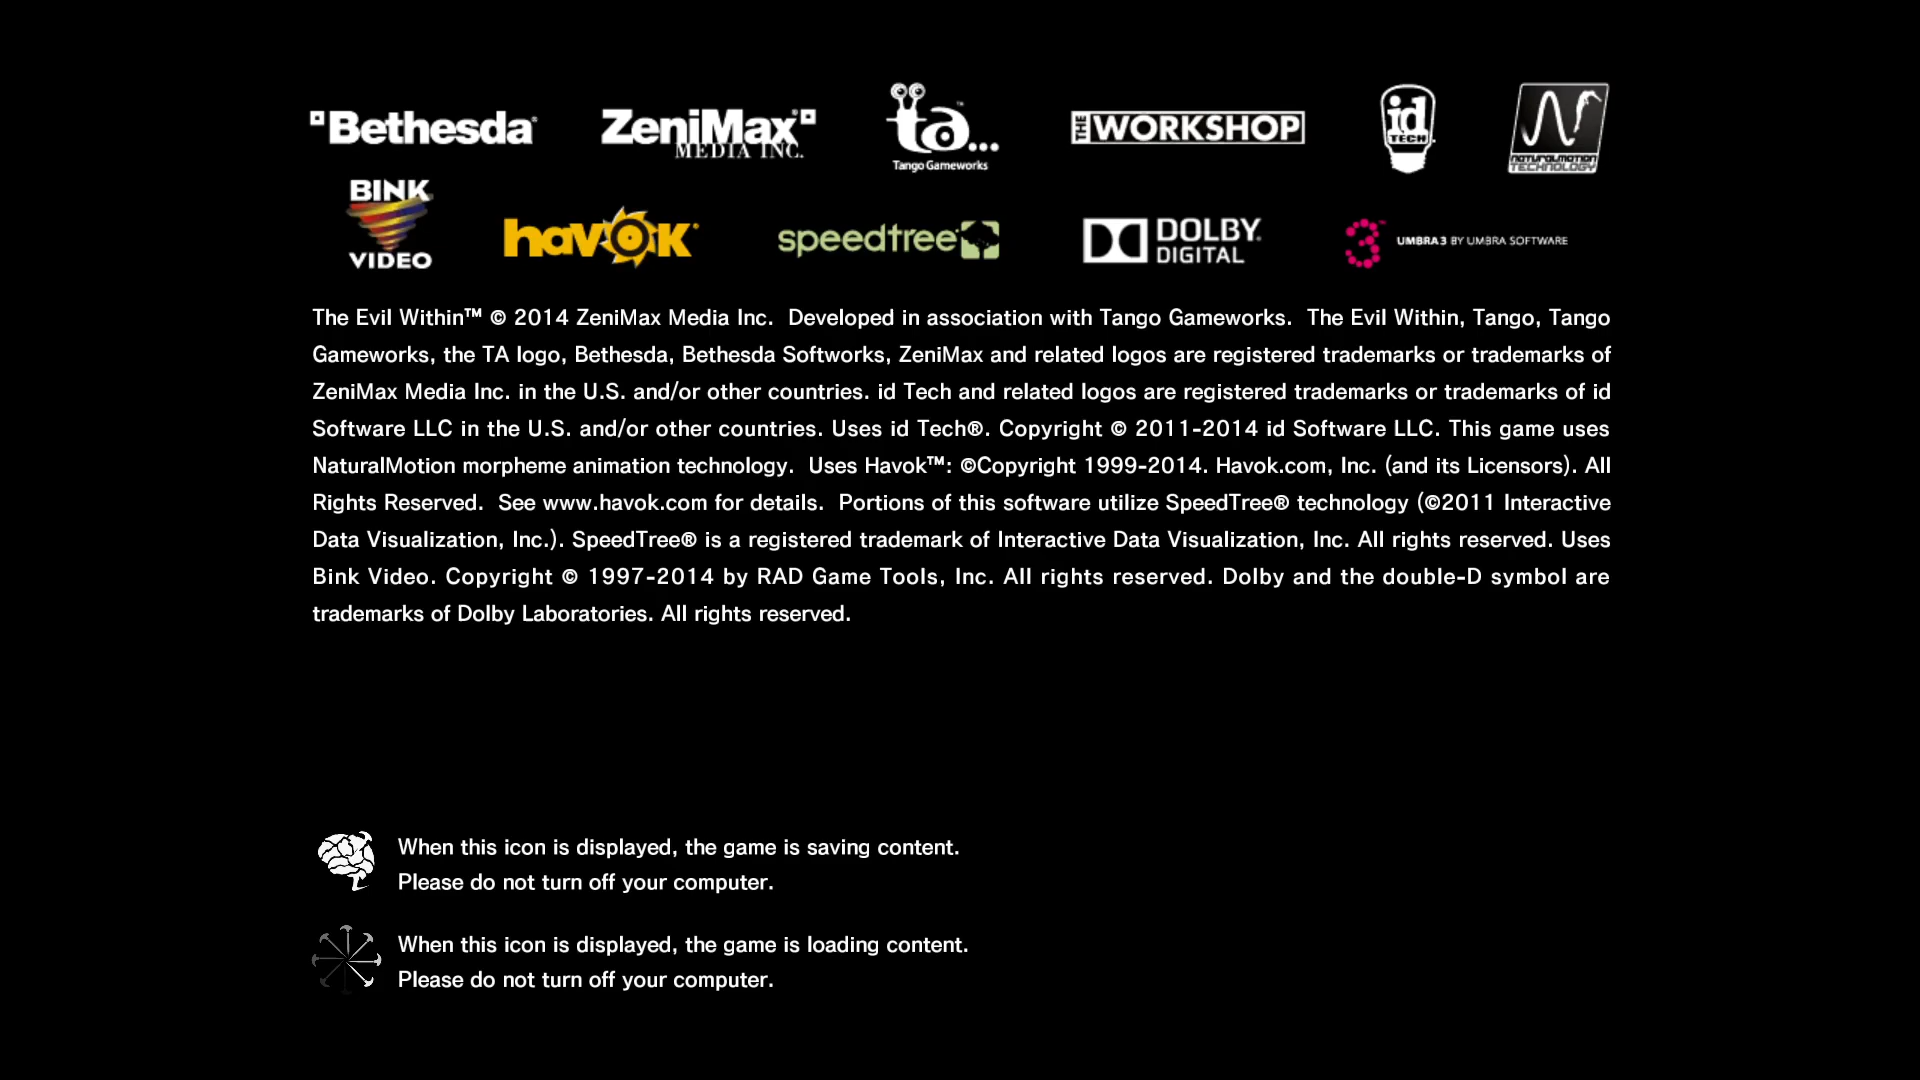 Bethesda®
ZeniMax
MEDIA INC.
ta...™
Tango Gameworks
THE WORKSHOP
id
TECH
NATURALMOTION
TECHNOLOGY
BINK
VIDEO
havok®
speedtree®
DOLBY®
DIGITAL
3™ UMBRA 3 BY UMBRA SOFTWARE
The Evil Within™ © 2014 ZeniMax Media Inc.  Developed in association with Tango Gameworks.  The Evil Within, Tango, Tango
Gameworks, the TA logo, Bethesda, Bethesda Softworks, ZeniMax and related logos are registered trademarks or trademarks of
ZeniMax Media Inc. in the U.S. and/or other countries. id Tech and related logos are registered trademarks or trademarks of id
Software LLC in the U.S. and/or other countries. Uses id Tech®. Copyright © 2011-2014 id Software LLC. This game uses
NaturalMotion morpheme animation technology.  Uses Havok™: ©Copyright 1999-2014. Havok.com, Inc. (and its Licensors). All
Rights Reserved.  See www.havok.com for details.  Portions of this software utilize SpeedTree® technology (©2011 Interactive
Data Visualization, Inc.). SpeedTree® is a registered trademark of Interactive Data Visualization, Inc. All rights reserved. Uses
Bink Video. Copyright © 1997-2014 by RAD Game Tools, Inc. All rights reserved. Dolby and the double-D symbol are
trademarks of Dolby Laboratories. All rights reserved.
When this icon is displayed, the game is saving content.
Please do not turn off your computer.
When this icon is displayed, the game is loading content.
Please do not turn off your computer.